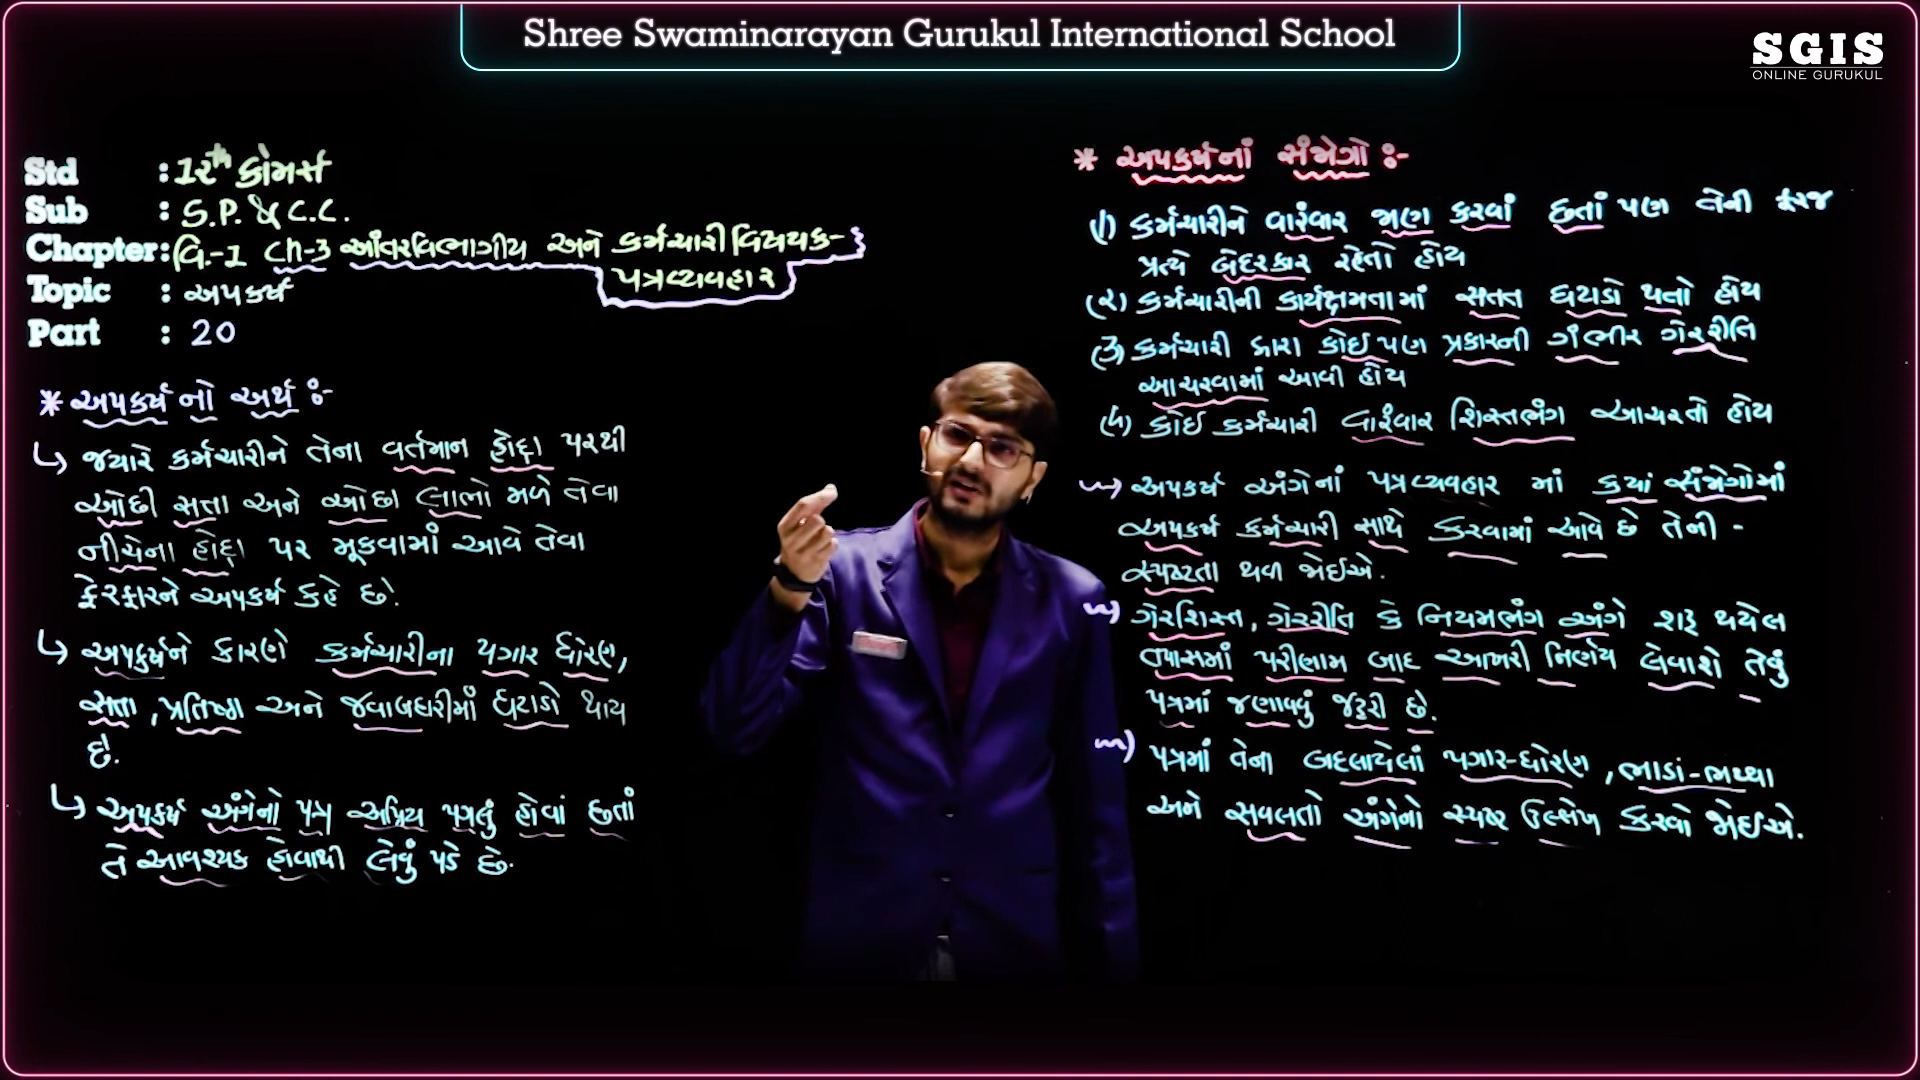 Shree Swaminarayan Gurukul International School
SGIS
ONLINE GURUKUL
Std : 12th કોમર્સ
Sub : S.P. & C.C.
Chapter: વિ.-1 Ch-3 આંતરવિભાગીય અને કર્મચારી વિષયક-
પત્રવ્યવહાર
Topic : અપકર્ષ
Part : 20
* અપકર્ષ નો અર્થ :-
↳ જ્યારે કર્મચારીને તેના વર્તમાન હોદ્દા પરથી
ઓછી સત્તા અને ઓછા લાભો મળે તેવા
નીચેના હોદ્દા પર મૂકવામાં આવે તેવા
ફેરફારને અપકર્ષ કહે છે.
↳ અપકર્ષને કારણે કર્મચારીના પગાર ધોરણ,
સત્તા, પ્રતિષ્ઠા અને જવાબદારીમાં ઘટાડો થાય
છે.
↳ અપકર્ષ અંગેનો પત્ર અપ્રિય પગલું હોવાં છતાં
તે આવશ્યક હોવાથી લેવું પડે છે.
* અપકર્ષનાં સંજોગો :-
(1) કર્મચારીને વારંવાર જાણ કરવાં છતાં પણ તેની ફરજ
પ્રત્યે બેદરકાર રહેતો હોય
(૨) કર્મચારીની કાર્યક્ષમતામાં સતત ઘટાડો થતો હોય
(૩) કર્મચારી દ્વારા કોઈ પણ પ્રકારની ગંભીર ગેરરીતિ
આચરવામાં આવી હોય
(૪) કોઈ કર્મચારી વારંવાર શિસ્તભંગ આચરતો હોય
અપકર્ષ અંગેનાં પત્રવ્યવહાર માં કયાં સંજોગોમાં
અપકર્ષ કર્મચારી સાથે કરવામાં આવે છે તેની -
સ્પષ્ટતા થવી જોઈએ.
ગેરશિસ્ત, ગેરરીતિ કે નિયમભંગ અંગે શરૂ થયેલ
તપાસમાં પરીણામ બાદ આખરી નિર્ણય લેવાશે તેવું
પત્રમાં જણાવવું જરૂરી છે.
પત્રમાં તેના બદલાયેલાં પગાર-ધોરણ, ભાડાં-ભથ્થા
અને સવલતો અંગેનો સ્પષ્ટ ઉલ્લેખ કરવો જોઈએ.